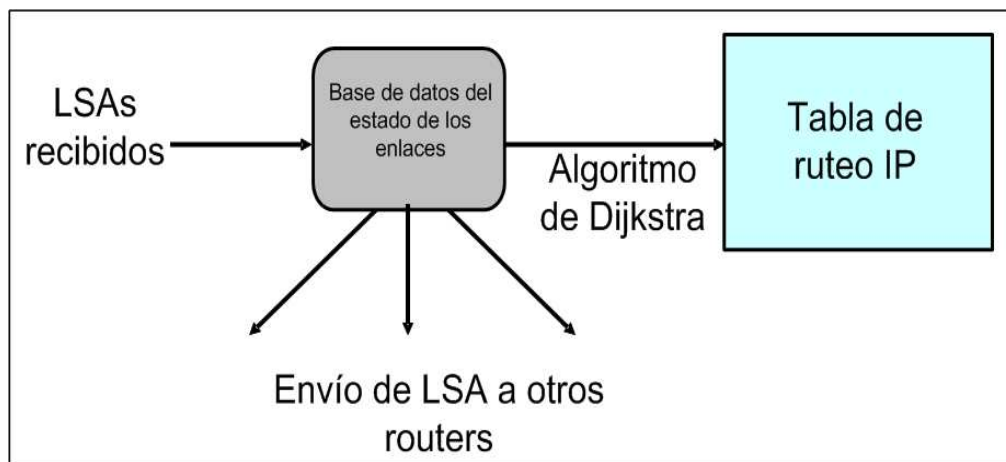 LSAs
recibidos
Base de datos del
estado de los
enlaces
Algoritmo
de Dijkstra
Tabla de
ruteo IP
Envío de LSA a otros
routers